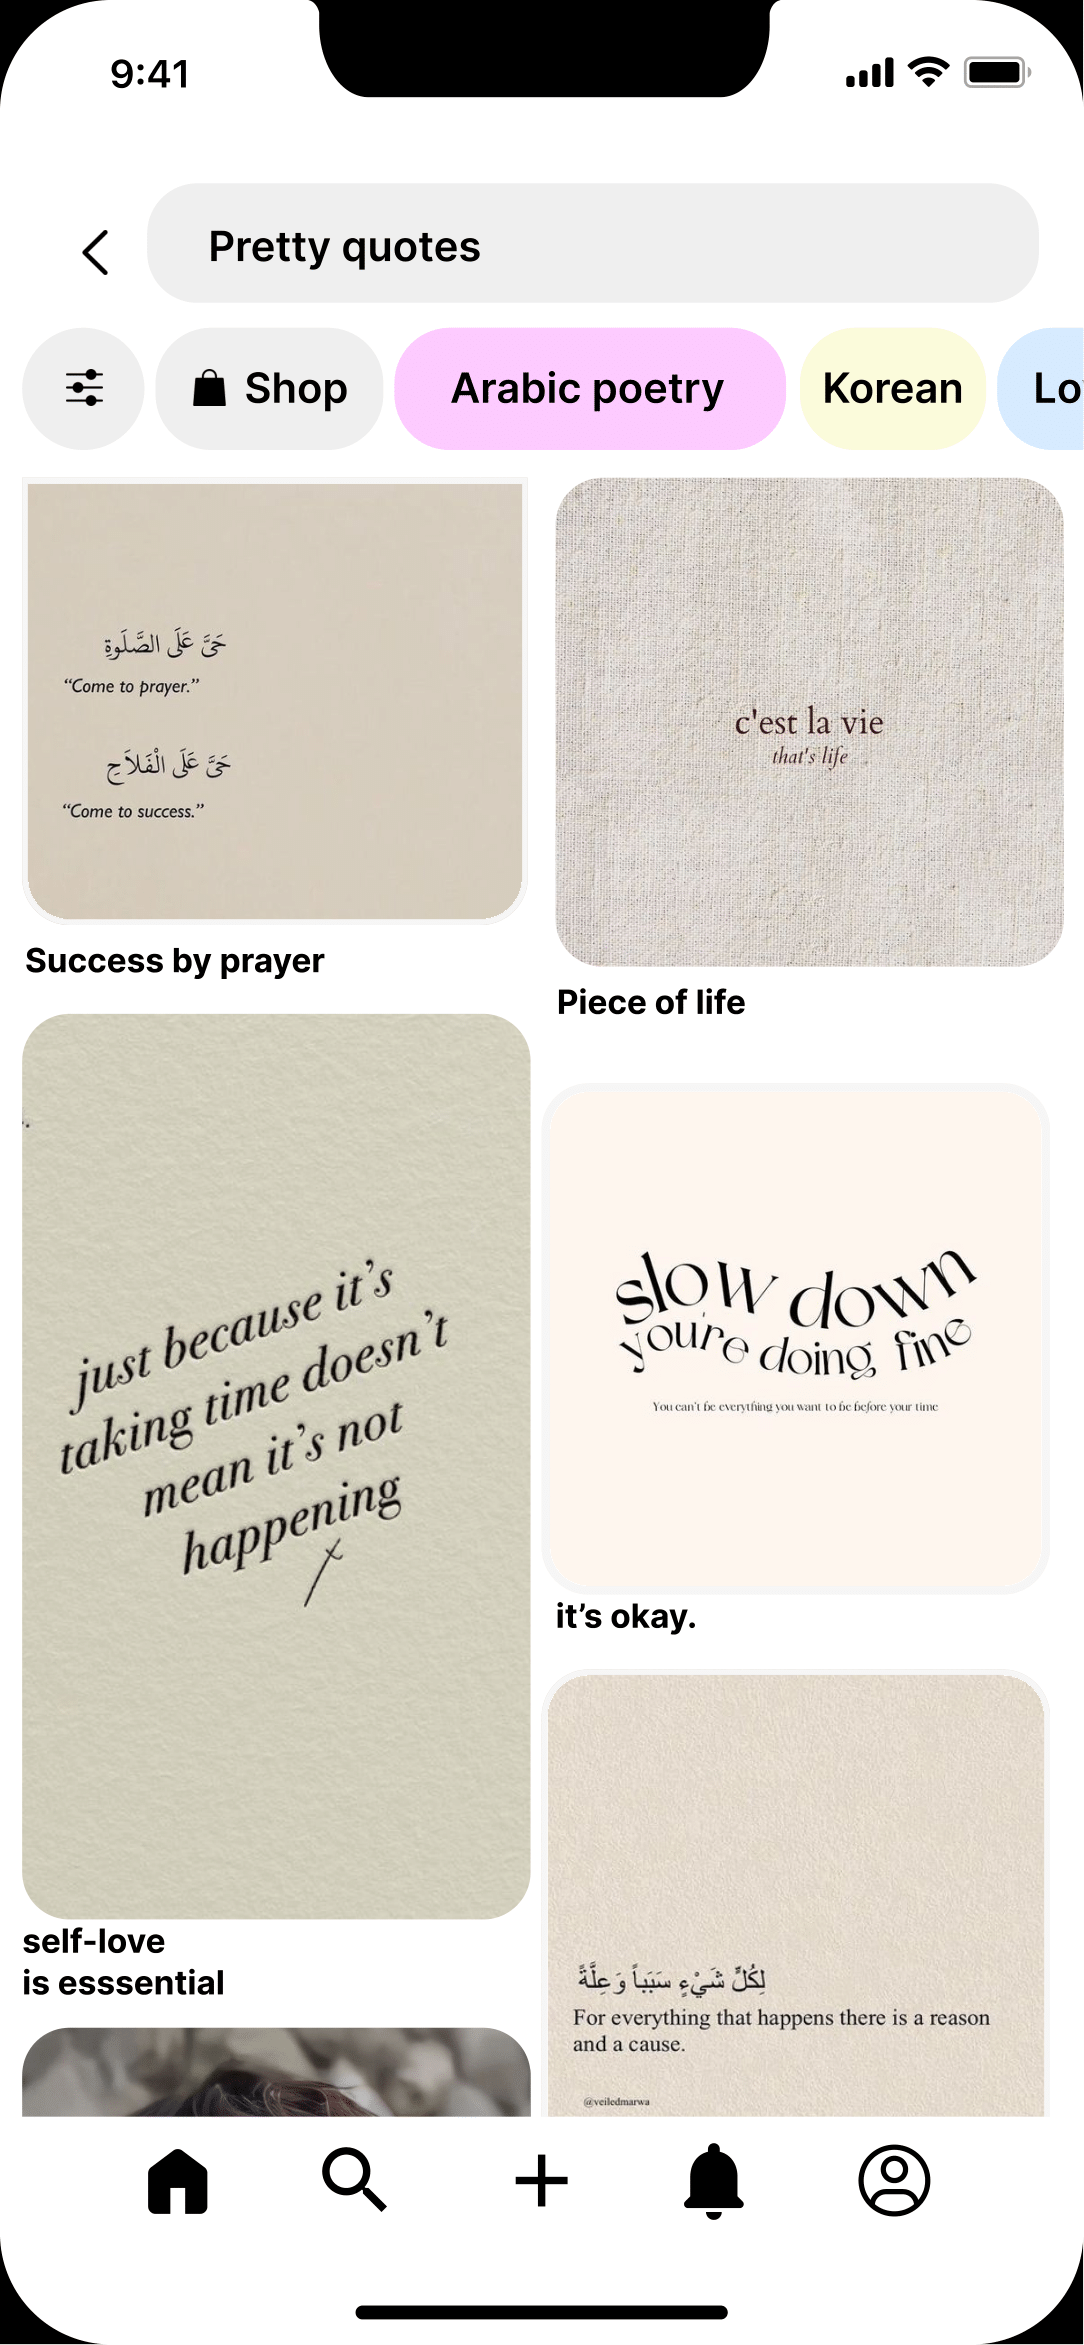 9:41
Pretty quotes
Shop
Arabic poetry
Korean
حَيَّ عَلَى الصَّلَوةِ
“Come to prayer.”
حَيَّ عَلَى الْفَلاَحِ
“Come to success.”
Success by prayer
c'est la vie
that's life
Piece of life
just because it’s
taking time doesn’t
mean it’s not
happening
self-love
is esssential
slow down
you're doing fine
You can't be everything you want to be before your time
it’s okay.
لِكُلِّ شَيْءٍ سَبَباً وَعِلَّةً
For everything that happens there is a reason
and a cause.
@veiledmarwa